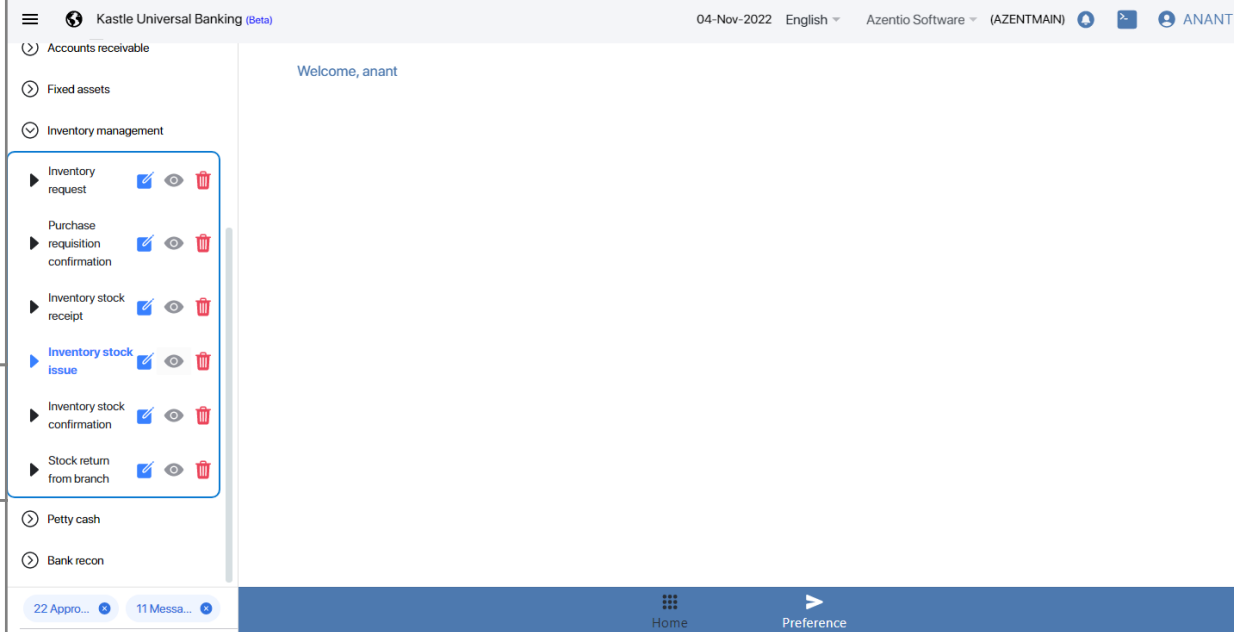 Kastle Universal Banking (Beta)
04-Nov-2022 English Azentio Software (AZENTMAIN) ANANT
Accounts receivable
Welcome, anant
Fixed assets
Inventory management
Inventory
request
Purchase
requisition
confirmation
Inventory stock
receipt
Inventory stock
issue
Inventory stock
confirmation
Stock return
from branch
Petty cash
Bank recon
22 Appro... 11 Messa...
Home
Preference